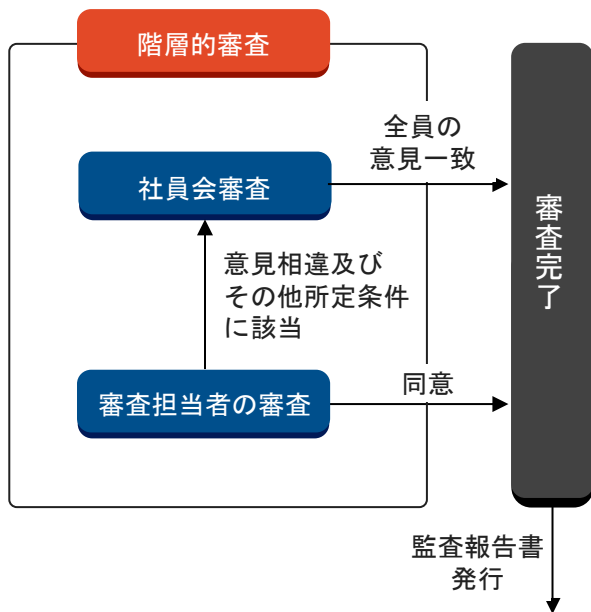 階層的審査
全員の
意見一致
社員会審査
審査完了
意見相違及び
その他所定条件
に該当
同意
審査担当者の審査
監査報告書
発行